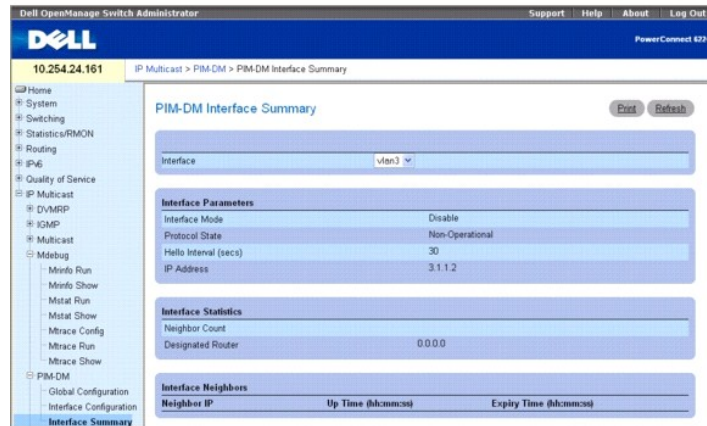 Dell OpenManage Switch Administrator
Support Help About Log Out
DELL
PowerConnect
10.254.24.161
IP Multicast > PIM-DM > PIM-DM Interface Summary
Home
System
Switching
Statistics/RMON
Routing
IPv6
Quality of Service
IP Multicast
DVMRP
IGMP
Multicast
Mdebug
Mrinfo Run
Mrinfo Show
Mstat Run
Mstat Show
Mtrace Config
Mtrace Run
Mtrace Show
PIM-DM
Global Configuration
Interface Configuration
Interface Summary
PIM-DM Interface Summary
Print Refresh
Interface vlan3
Interface Parameters
Interface Mode Disable
Protocol State Non-Operational
Hello Interval (secs) 30
IP Address 3.1.1.2
Interface Statistics
Neighbor Count
Designated Router 0.0.0.0
Interface Neighbors
Neighbor IP Up Time (hh:mm:ss) Expiry Time (hh:mm:ss)